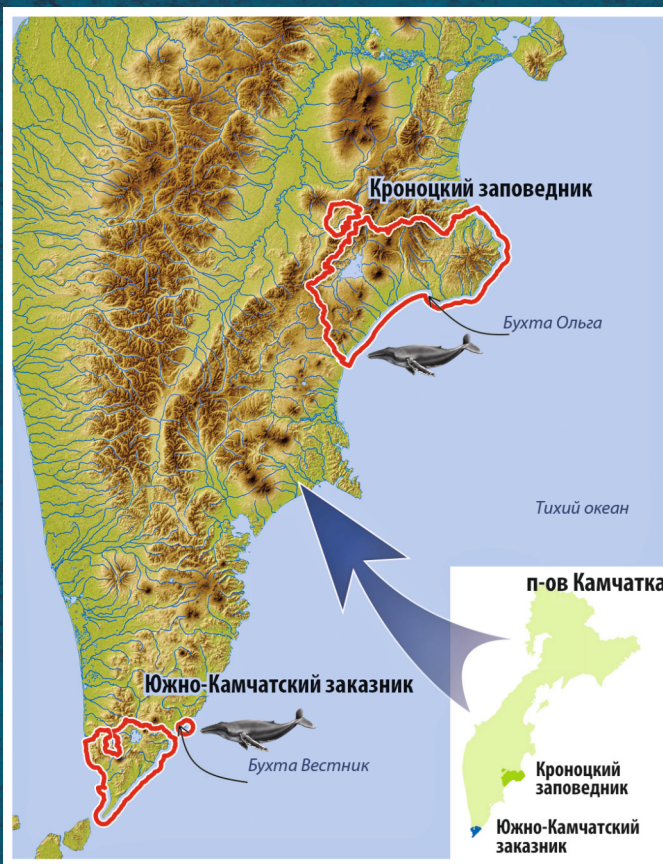 Кроноцкий заповедник
Бухта Ольга
Тихий океан
п-ов Камчатка
Южно-Камчатский заказник
Бухта Вестник
Кроноцкий
заповедник
Южно-Камчатский
заказник